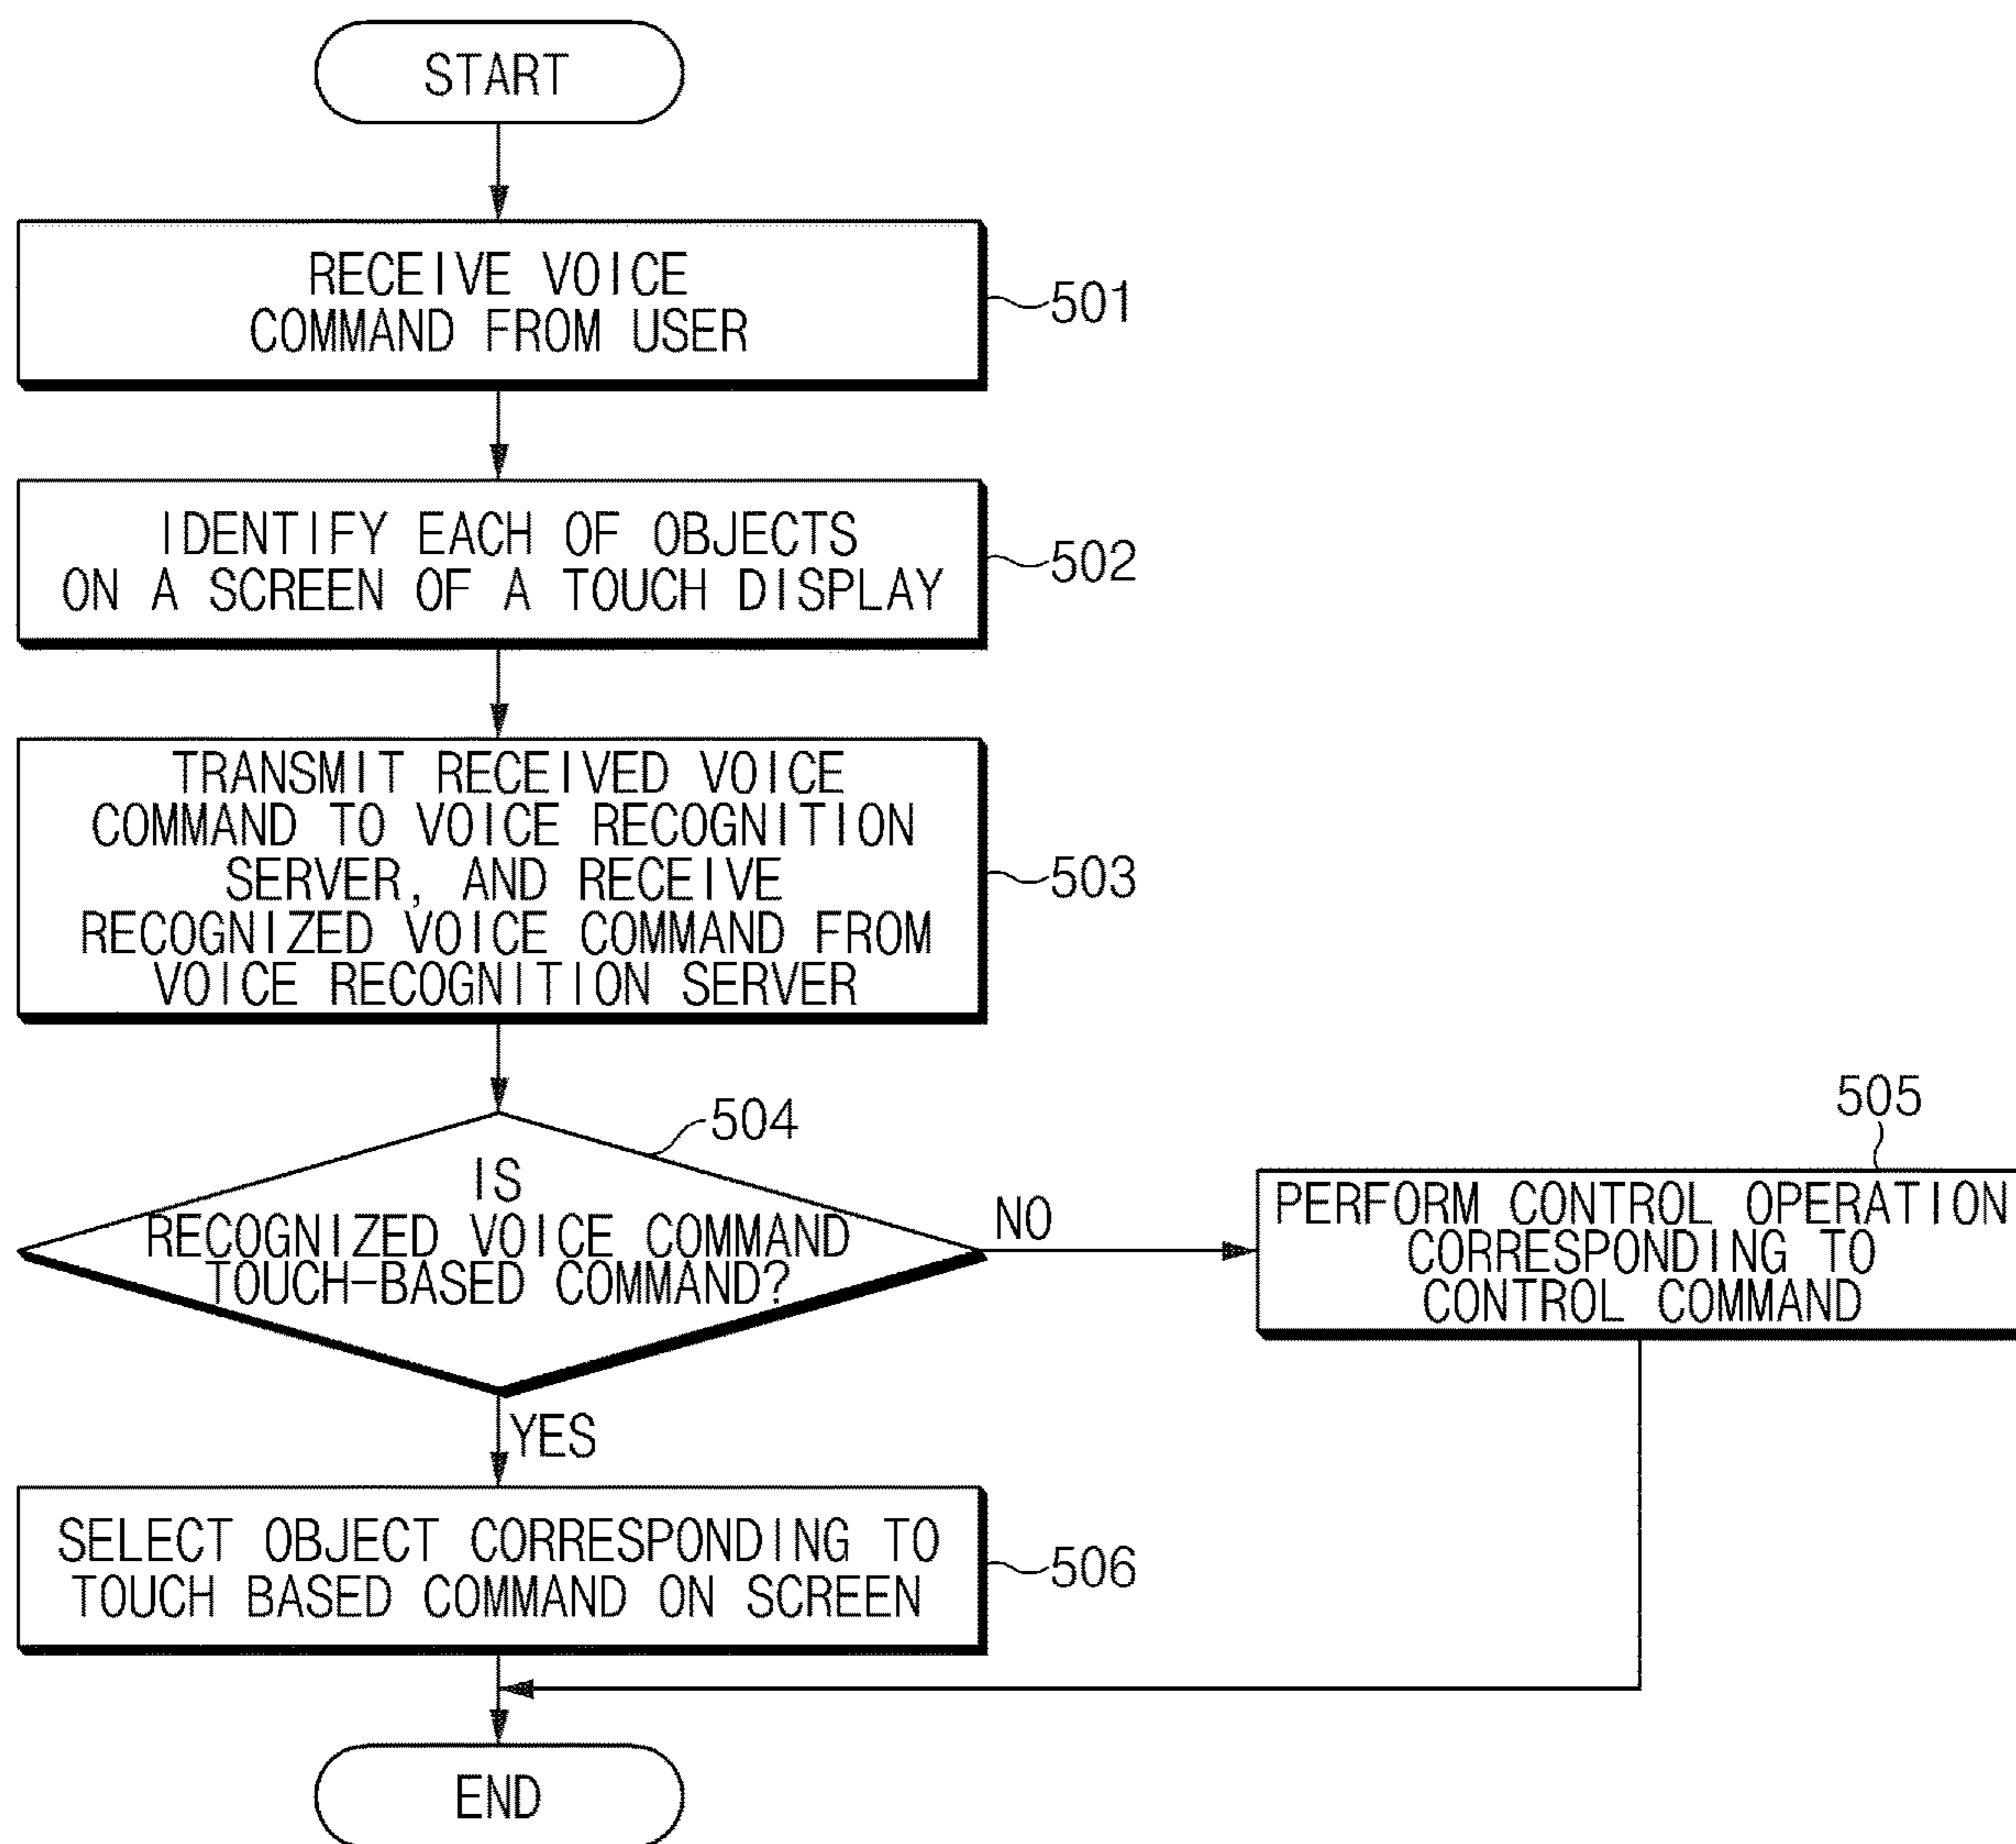 START
RECEIVE VOICE
COMMAND FROM USER
501
IDENTIFY EACH OF OBJECTS
ON A SCREEN OF A TOUCH DISPLAY
502
TRANSMIT RECEIVED VOICE
COMMAND TO VOICE RECOGNITION
SERVER, AND RECEIVE
RECOGNIZED VOICE COMMAND FROM
VOICE RECOGNITION SERVER
503
504
IS
RECOGNIZED VOICE COMMAND
TOUCH-BASED COMMAND?
NO
505
PERFORM CONTROL OPERATION
CORRESPONDING TO
CONTROL COMMAND
YES
SELECT OBJECT CORRESPONDING TO
TOUCH BASED COMMAND ON SCREEN
506
END